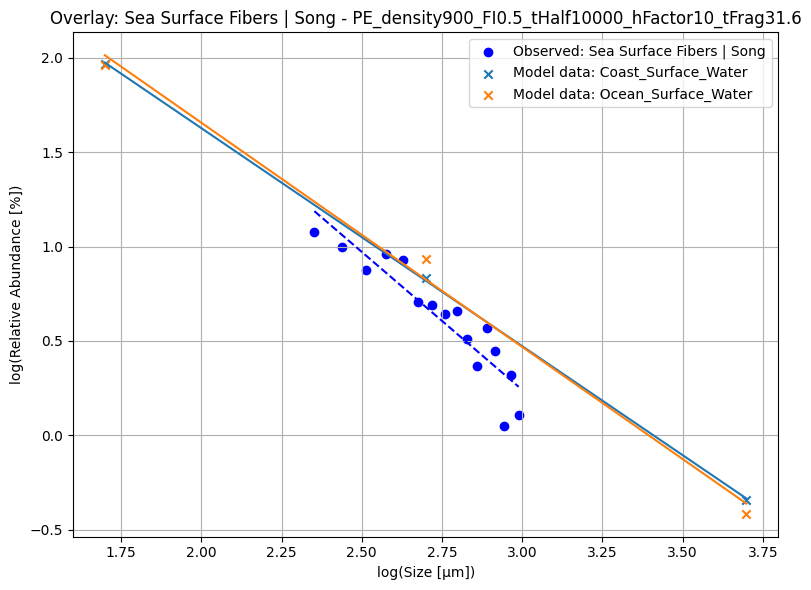 Overlay: Sea Surface Fibers | Song - PE_density900_FI0.5_tHalf10000_hFactor10_tFrag31.6
Observed: Sea Surface Fibers | Song
Model data: Coast_Surface_Water
Model data: Ocean_Surface_Water
log(Relative Abundance [%])
2.0
1.5
1.0
0.5
0.0
−0.5
1.75 2.00 2.25 2.50 2.75 3.00 3.25 3.50 3.75
log(Size [µm])